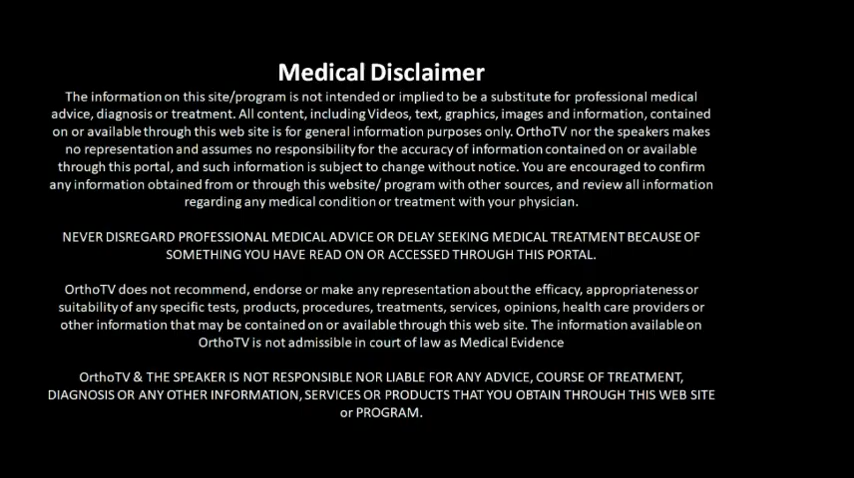 Medical Disclaimer
The information on this site/program is not intended or implied to be a substitute for professional medical
advice, diagnosis or treatment. All content, including Videos, text, graphics, images and information, contained
on or available through this web site is for general information purposes only. OrthoTV nor the speakers makes
no representation and assumes no responsibility for the accuracy of information contained on or available
through this portal, and such information is subject to change without notice. You are encouraged to confirm
any information obtained from or through this website/ program with other sources, and review all information
regarding any medical condition or treatment with your physician.
NEVER DISREGARD PROFESSIONAL MEDICAL ADVICE OR DELAY SEEKING MEDICAL TREATMENT BECAUSE OF
SOMETHING YOU HAVE READ ON OR ACCESSED THROUGH THIS PORTAL.
OrthoTV does not recommend, endorse or make any representation about the efficacy, appropriateness or
suitability of any specific tests, products, procedures, treatments, services, opinions, health care providers or
other information that may be contained on or available through this web site. The information available on
OrthoTV is not admissible in court of law as Medical Evidence
OrthoTV & THE SPEAKER IS NOT RESPONSIBLE NOR LIABLE FOR ANY ADVICE, COURSE OF TREATMENT,
DIAGNOSIS OR ANY OTHER INFORMATION, SERVICES OR PRODUCTS THAT YOU OBTAIN THROUGH THIS WEB SITE
or PROGRAM.